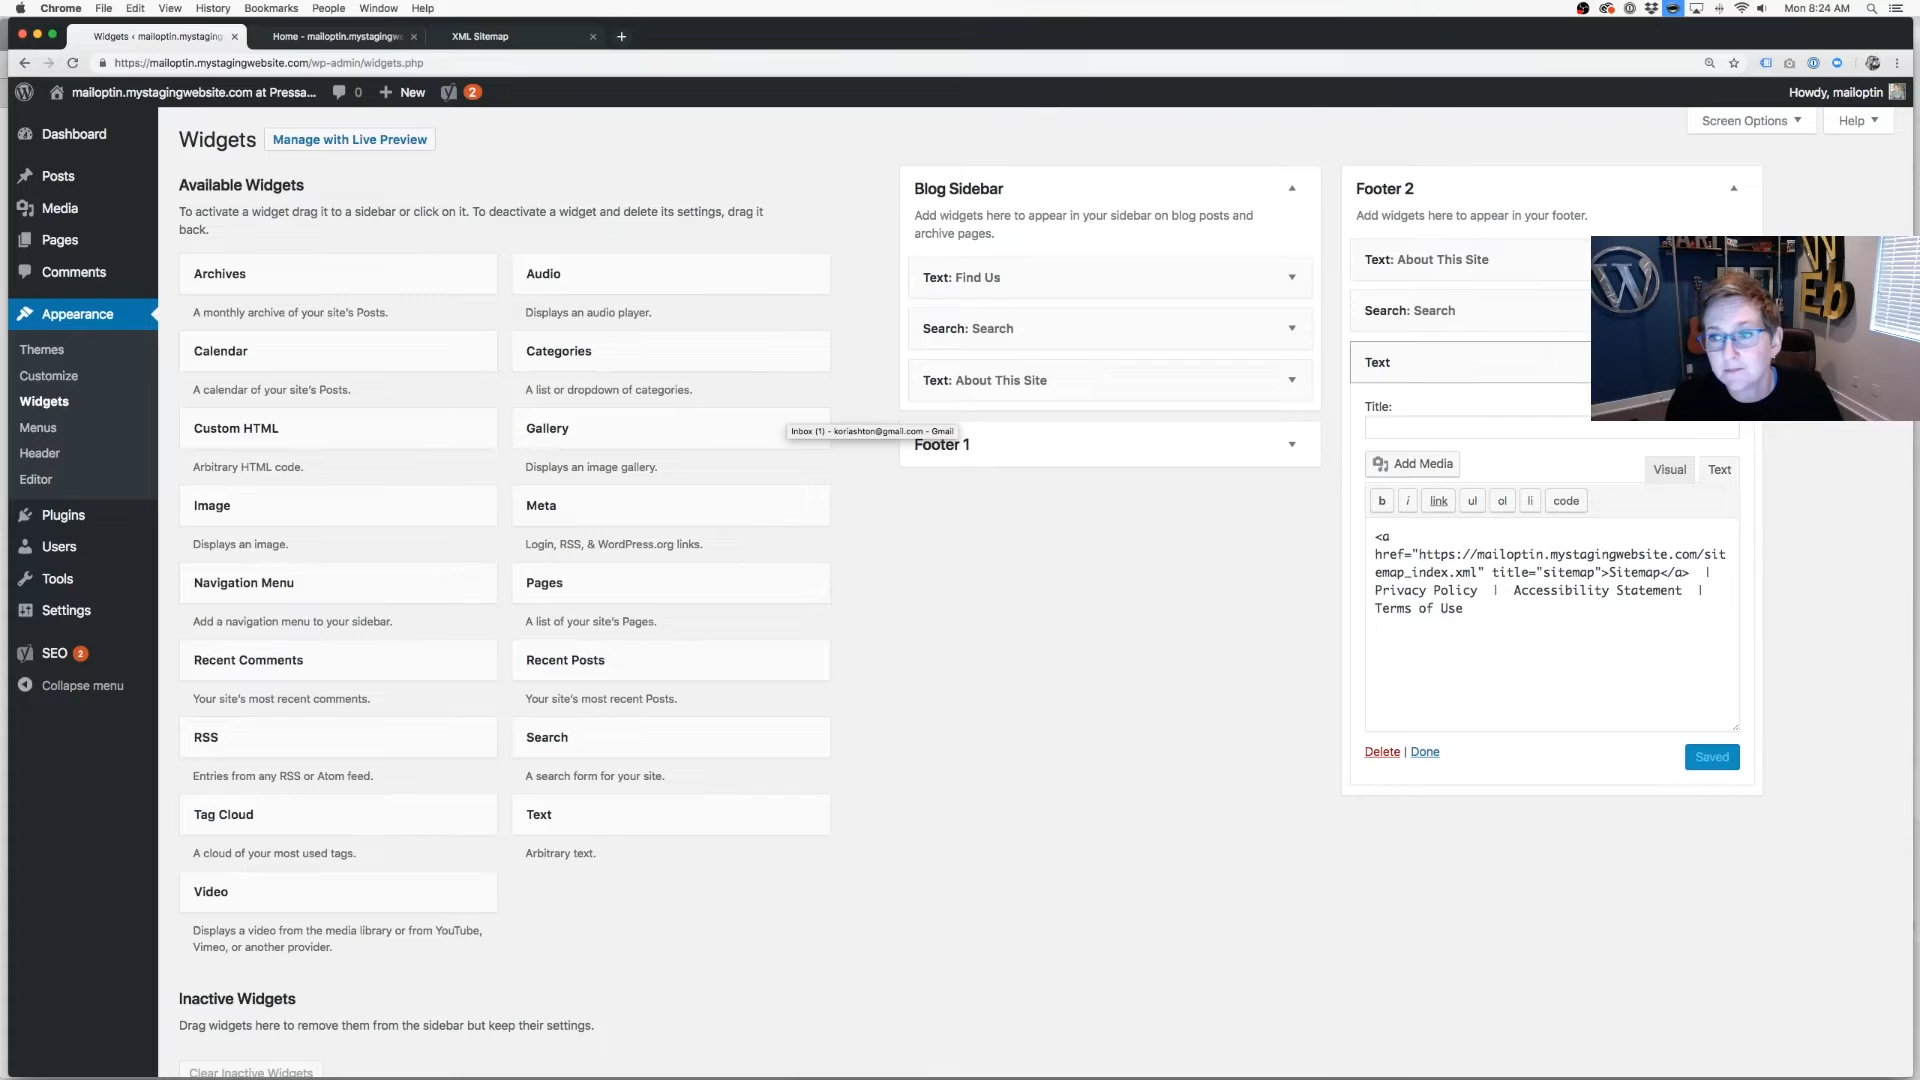 Chrome File Edit View History Bookmarks People Window Help
Mon 8:24 AM
Widgets ‹ mailoptin.mystaging
Home - mailoptin.mystagingwe
XML Sitemap
https://mailoptin.mystagingwebsite.com/wp-admin/widgets.php
mailoptin.mystagingwebsite.com at Pressa... 0 New 2
Howdy, mailoptin
Dashboard
Posts
Media
Pages
Comments
Appearance
Themes
Customize
Widgets
Menus
Header
Editor
Plugins
Users
Tools
Settings
SEO 2
Collapse menu
Screen Options
Help
Widgets
Manage with Live Preview
Available Widgets
To activate a widget drag it to a sidebar or click on it. To deactivate a widget and delete its settings, drag it
back.
Archives
A monthly archive of your site's Posts.
Audio
Displays an audio player.
Calendar
A calendar of your site's Posts.
Categories
A list or dropdown of categories.
Custom HTML
Arbitrary HTML code.
Gallery
Displays an image gallery.
Image
Displays an image.
Meta
Login, RSS, & WordPress.org links.
Navigation Menu
Add a navigation menu to your sidebar.
Pages
A list of your site's Pages.
Recent Comments
Your site's most recent comments.
Recent Posts
Your site's most recent Posts.
RSS
Entries from any RSS or Atom feed.
Search
A search form for your site.
Tag Cloud
A cloud of your most used tags.
Text
Arbitrary text.
Video
Displays a video from the media library or from YouTube,
Vimeo, or another provider.
Inactive Widgets
Drag widgets here to remove them from the sidebar but keep their settings.
Clear Inactive Widgets
Blog Sidebar
Add widgets here to appear in your sidebar on blog posts and
archive pages.
Text: Find Us
Search: Search
Text: About This Site
Inbox (1) - koriashton@gmail.com - Gmail
Footer 1
Footer 2
Add widgets here to appear in your footer.
Text: About This Site
Search: Search
Text
Title:
Add Media
Visual
Text
b i link ul ol li code
<a
href="https://mailoptin.mystagingwebsite.com/sit
emap_index.xml" title="sitemap">Sitemap</a> |
Privacy Policy | Accessibility Statement |
Terms of Use
Delete | Done
Saved